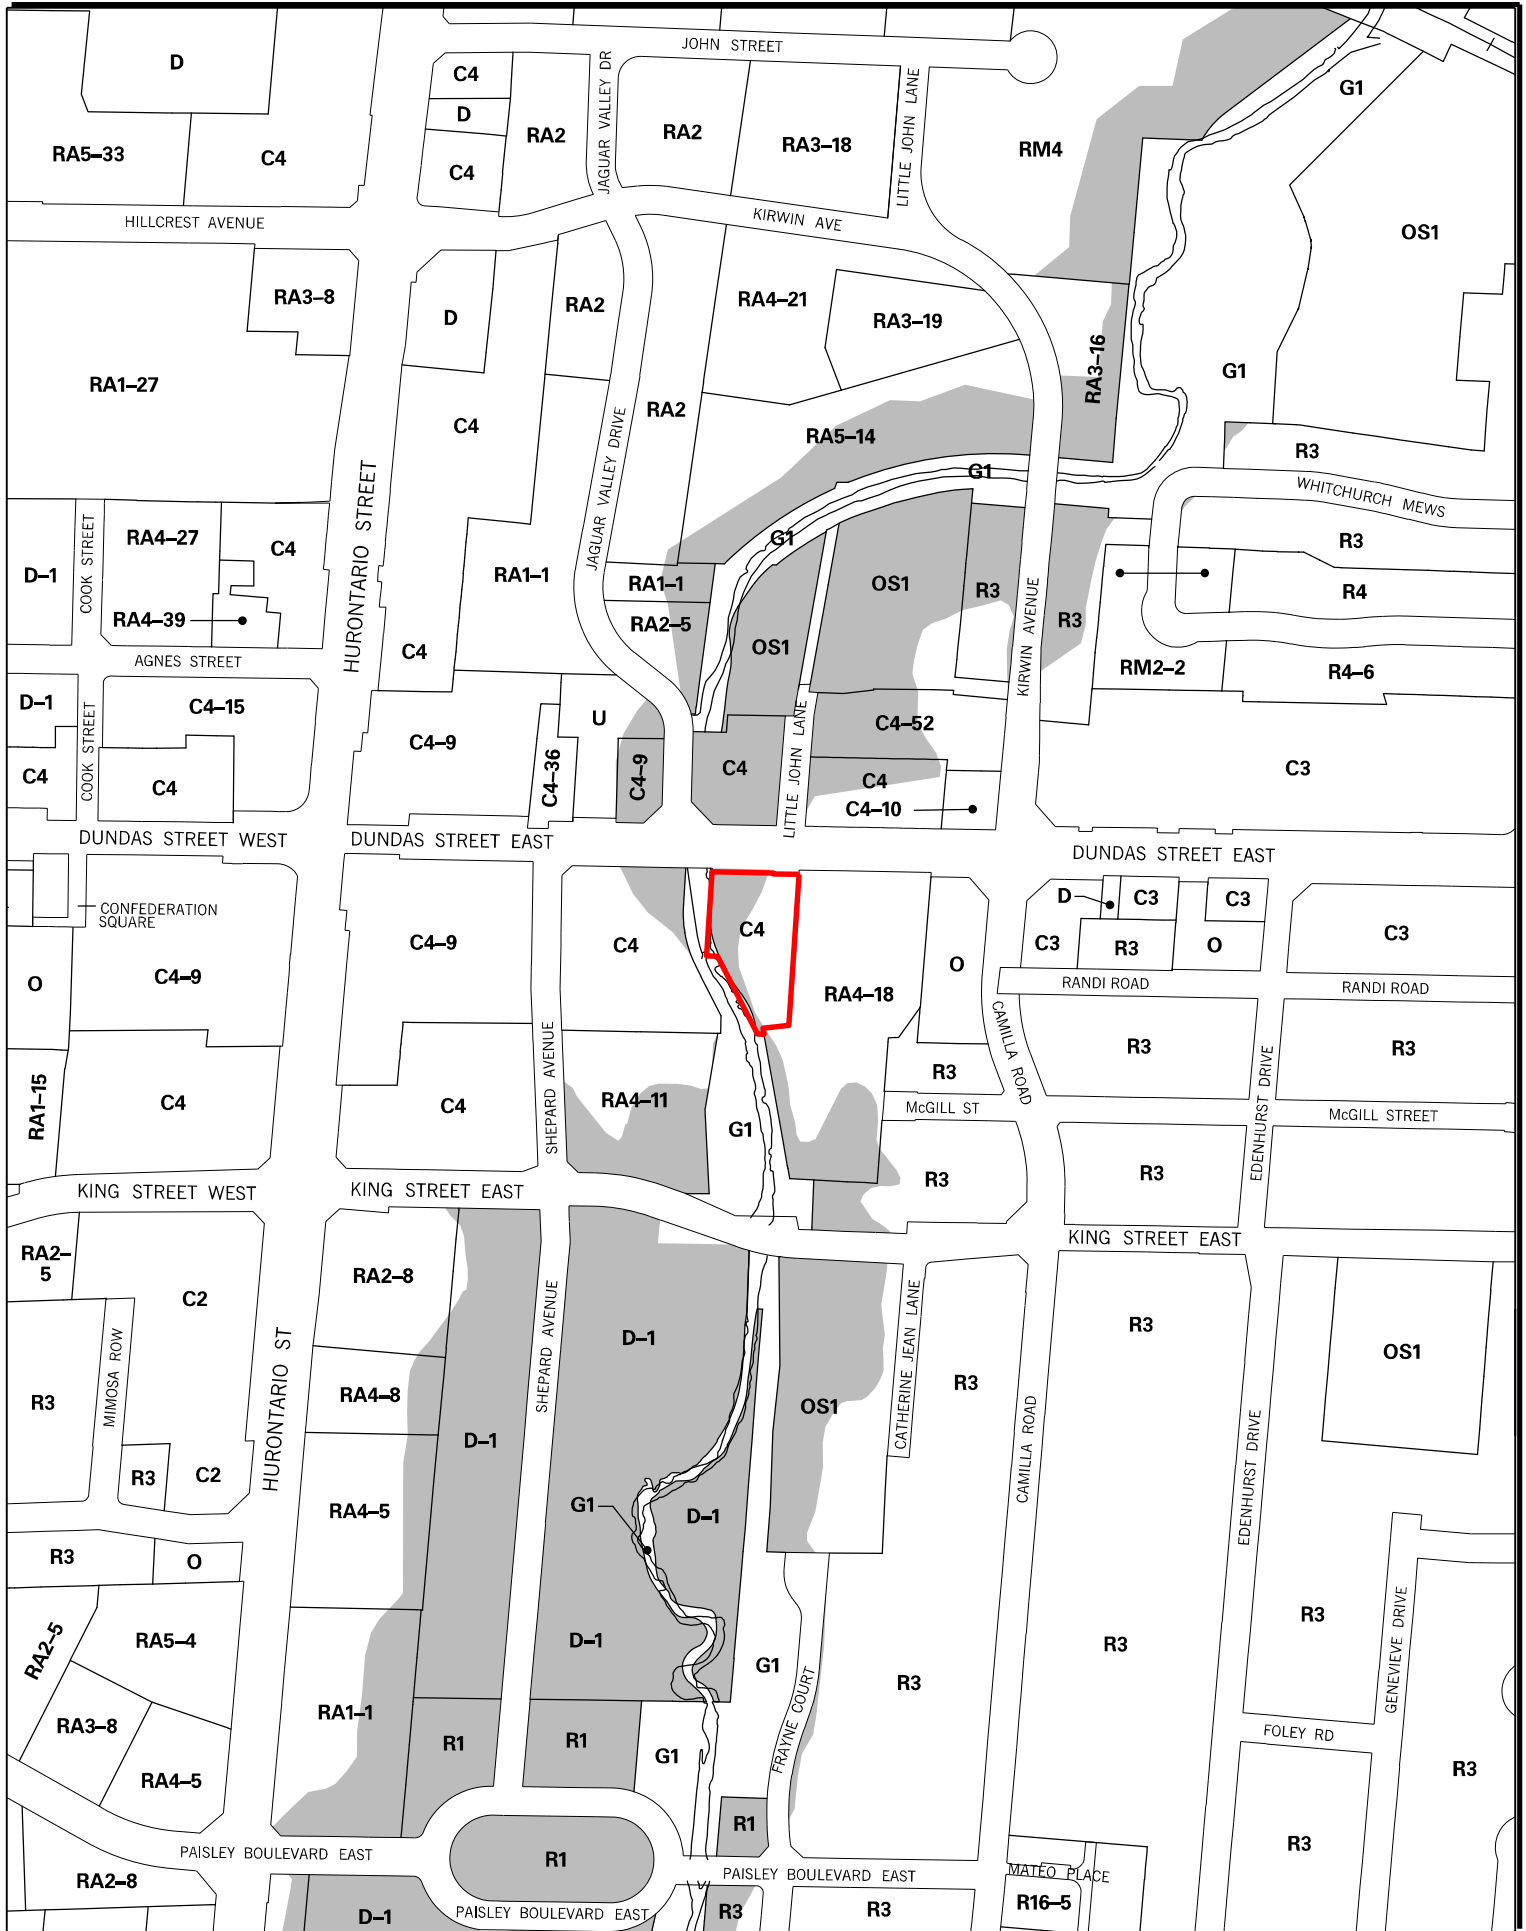 D
C4
D
C4
RA5–33
C4
RA2
JAGUAR VALLEY DR
JOHN STREET
RA2
RA3–18
LITTLE JOHN LANE
RM4
G1
OS1
HILLCREST AVENUE
KIRWIN AVE
RA3–8
RA1–27
D
RA2
RA4–21
RA3–19
RA3–16
G1
C4
RA2
JAGUAR VALLEY DRIVE
RA5–14
G1
R3
WHITCHURCH MEWS
HURONTARIO STREET
COOK STREET
RA4–27
C4
D–1
RA4–39
AGNES STREET
RA1–1
C4
G1
RA1–1
RA2–5
OS1
OS1
R3
KIRWIN AVENUE
R3
R3
R4
RM2–2
R4–6
D–1
COOK STREET
C4–15
C4
C4
C4–9
C4–36
U
C4–9
C4
LITTLE JOHN LANE
C4–52
C4
C4–10
C3
DUNDAS STREET WEST
DUNDAS STREET EAST
DUNDAS STREET EAST
CONFEDERATION
SQUARE
O
C4–9
C4–9
C4
C4
RA4–18
O
D
C3
C3
C3
R3
O
C3
RANDI ROAD
RANDI ROAD
CAMILLA ROAD
R3
R3
R3
RA1–15
C4
C4
SHEPARD AVENUE
RA4–11
G1
McGILL ST
McGILL STREET
EDENHURST DRIVE
R3
R3
KING STREET WEST
KING STREET EAST
KING STREET EAST
RA2–
5
C2
RA2–8
MIMOSA ROW
R3
R3
C2
HURONTARIO ST
RA4–8
D–1
RA4–5
SHEPARD AVENUE
D–1
OS1
CATHERINE JEAN LANE
R3
CAMILLA ROAD
R3
EDENHURST DRIVE
OS1
G1
D–1
R3
O
RA2–5
RA5–4
RA3–8
RA4–5
RA1–1
D–1
G1
R3
R3
R3
GENEVIEVE DRIVE
R1
R1
G1
FRAYNE COURT
FOLEY RD
R3
R1
R3
PAISLEY BOULEVARD EAST
R1
PAISLEY BOULEVARD EAST
MATEO PLACE
RA2–8
D–1
PAISLEY BOULEVARD EAST
R3
R3
R16–5